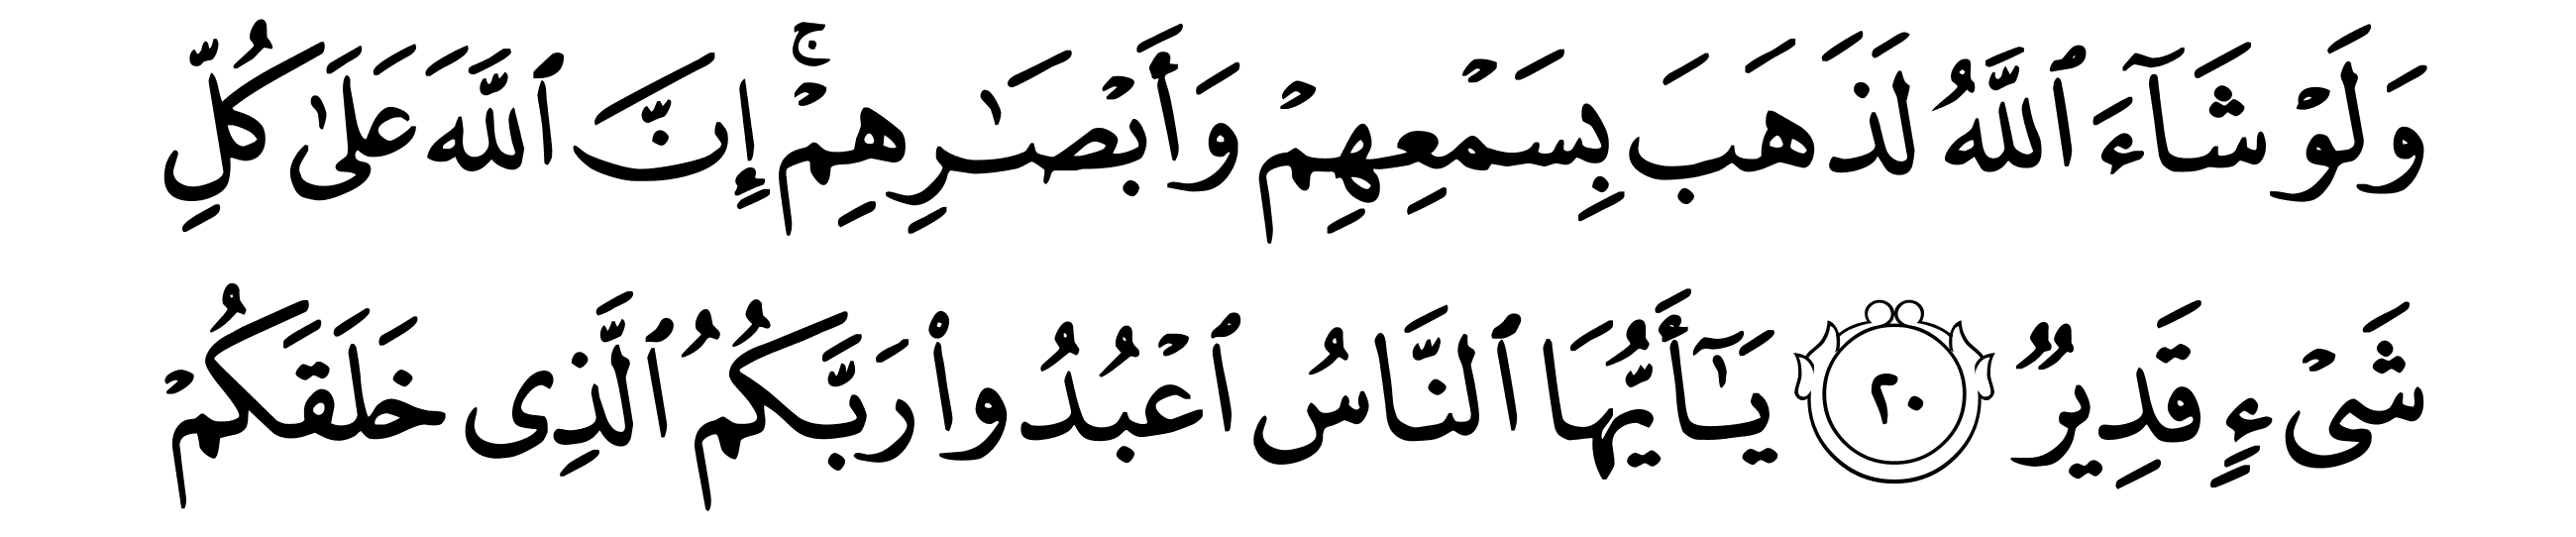 وَلَوْ شَآءَ ٱللَّهُ لَذَهَبَ بِسَمْعِهِمْ وَأَبْصَـٰرِهِمْ ۚ إِنَّ ٱللَّهَ عَلَىٰ كُلِّ
شَىْءٍ قَدِيرٌ ٢٠ يَـٰٓأَيُّهَا ٱلنَّاسُ ٱعْبُدُوا۟ رَبَّكُمُ ٱلَّذِى خَلَقَكُمْ